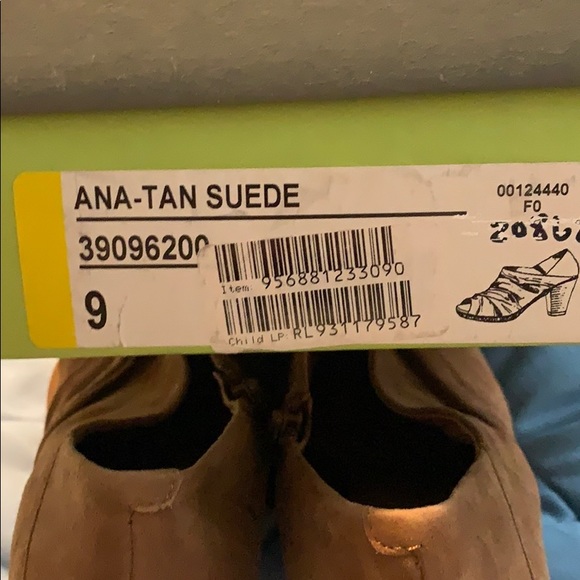 ANA-TAN SUEDE
00124440
F0
39096200
Item: 956881233090
9
Child LP: RL931179587